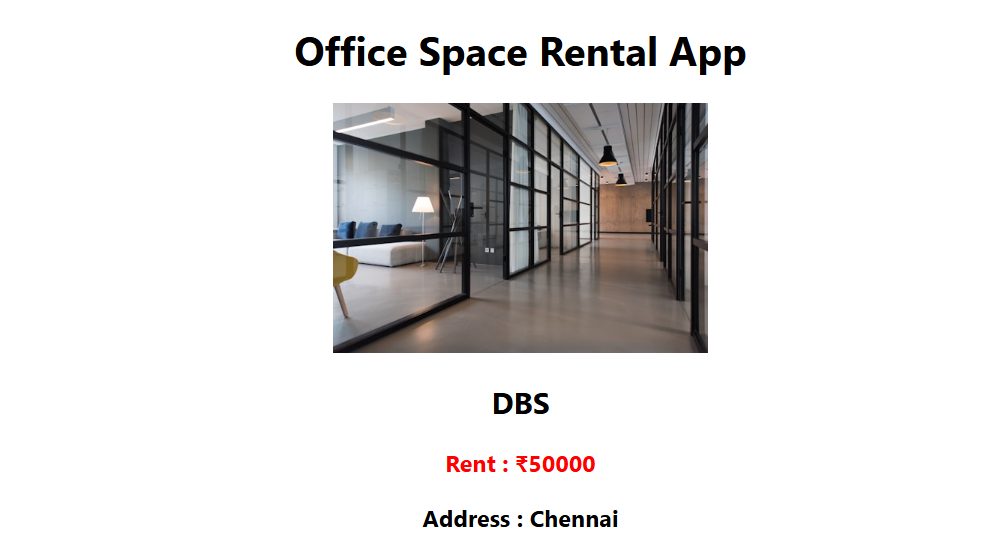 Office Space Rental App
DBS
Rent : ₹50000
Address : Chennai